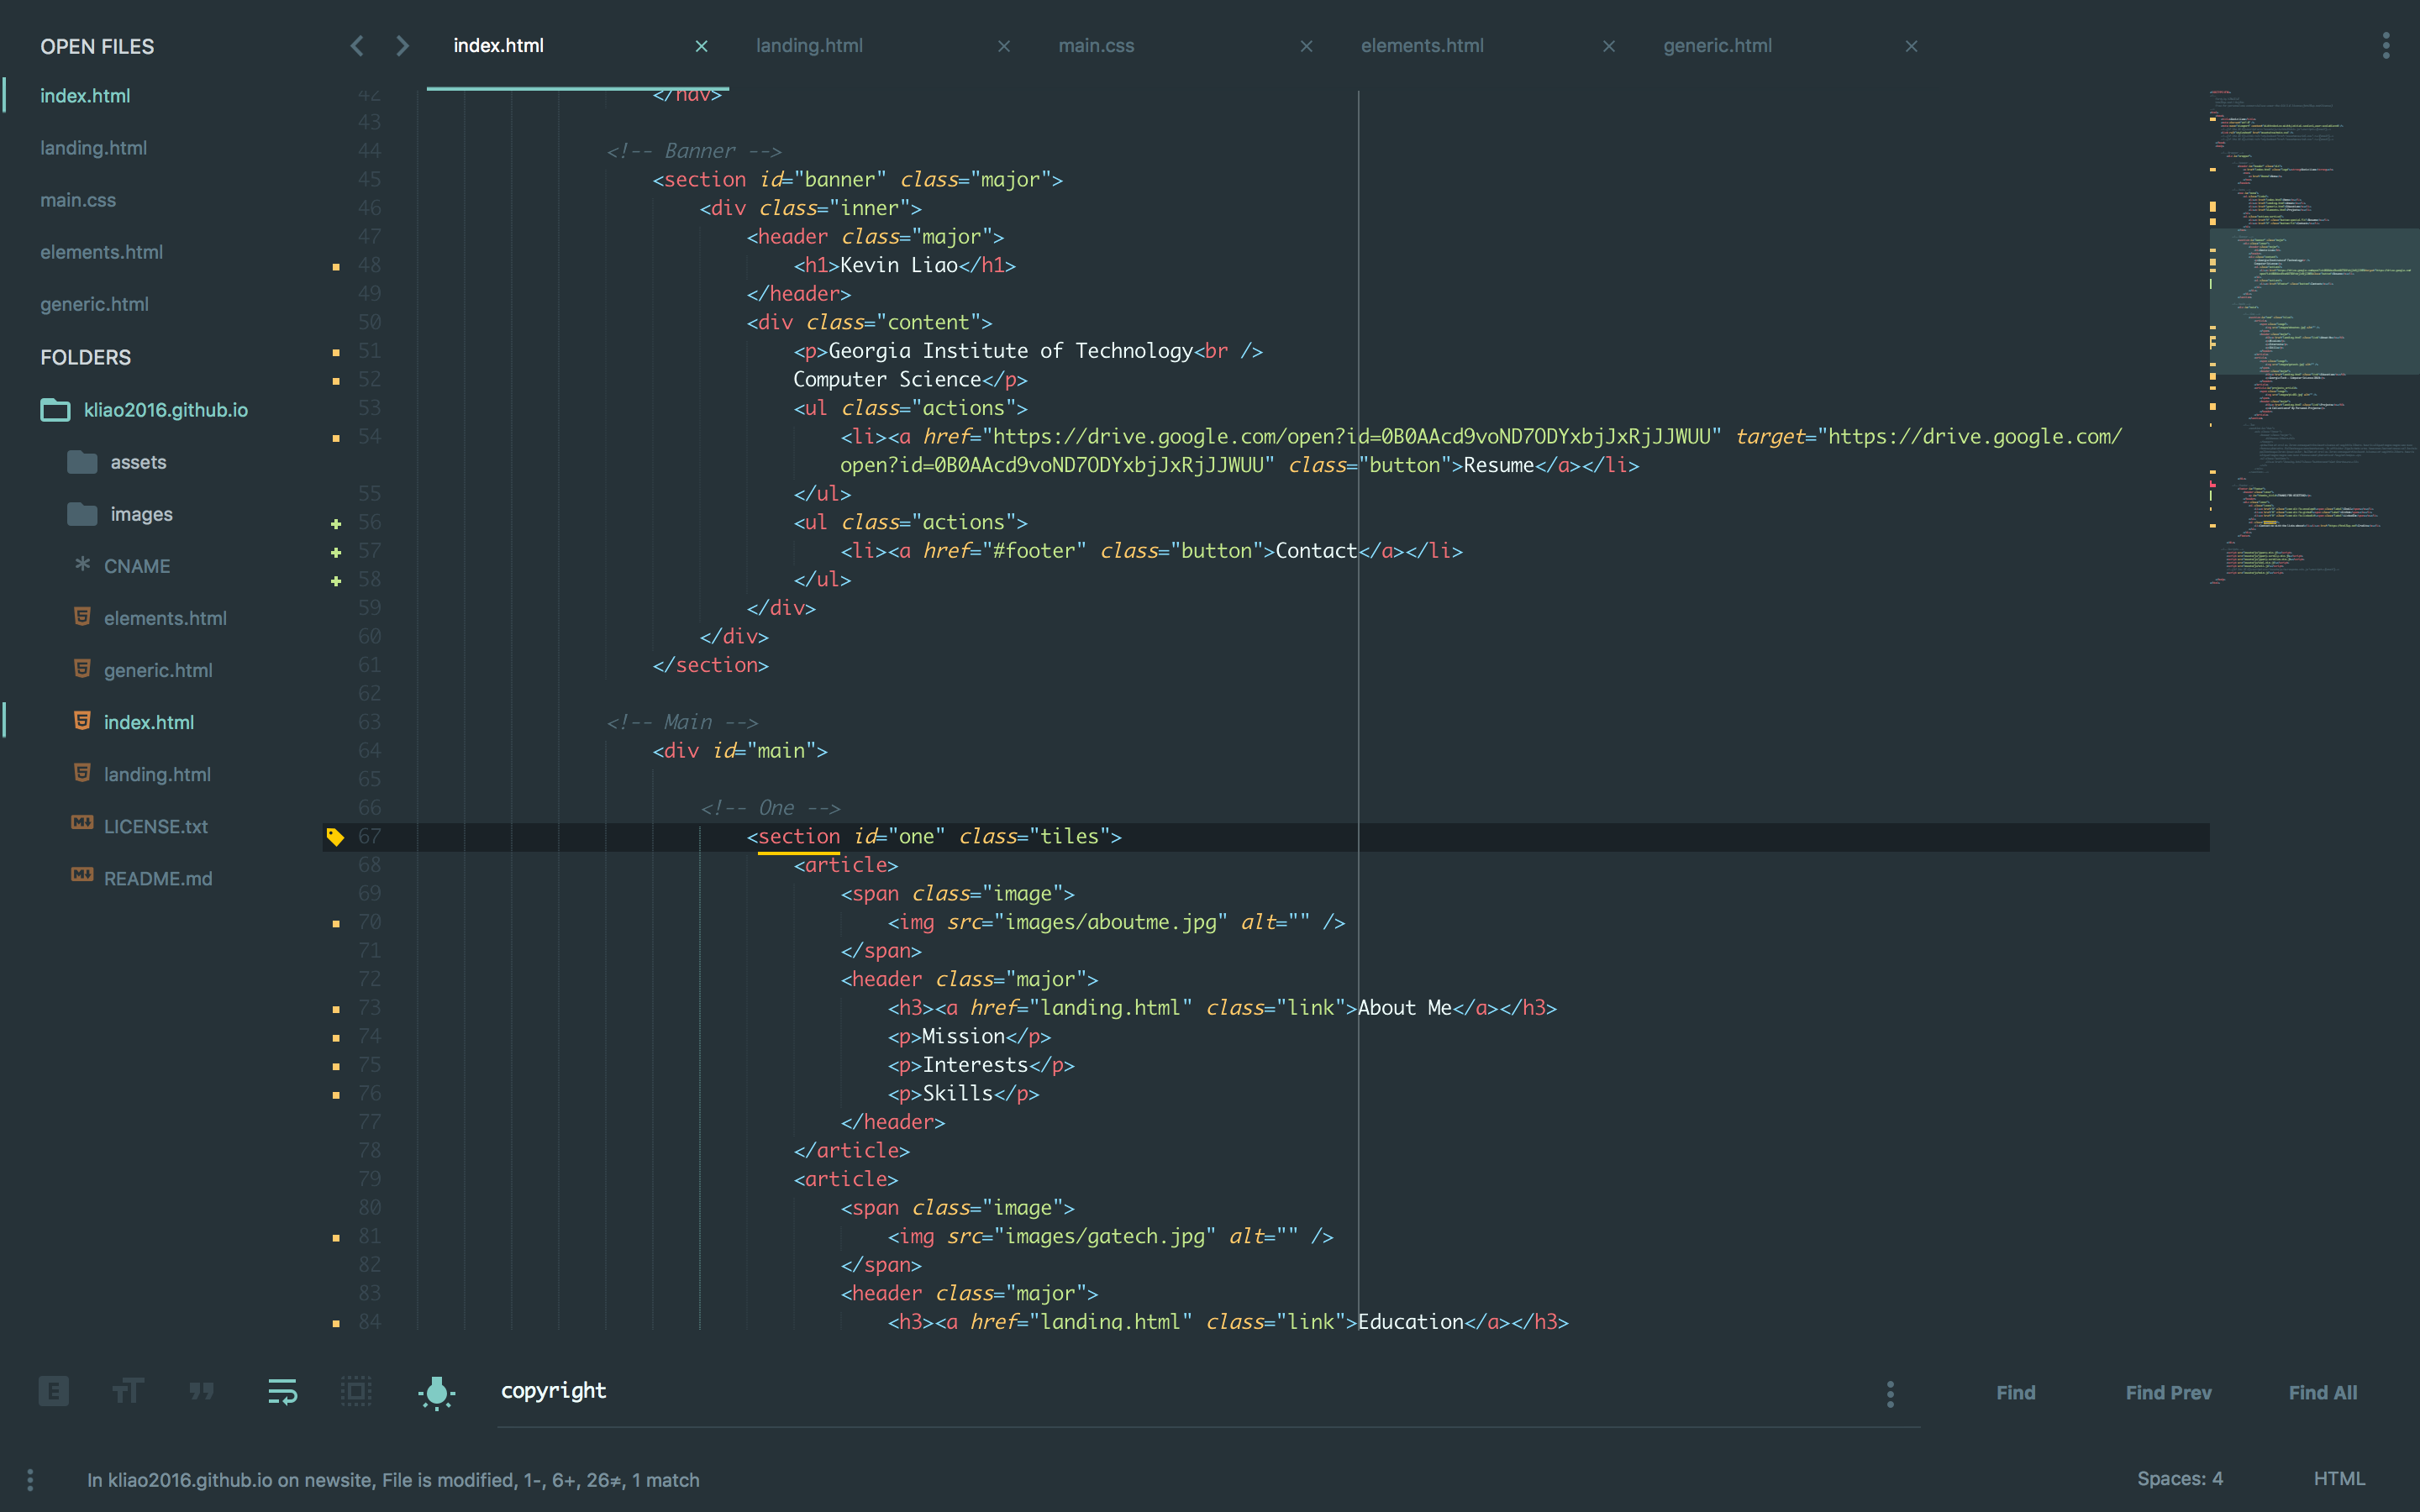 OPEN FILES
index.html
landing.html
main.css
elements.html
generic.html
FOLDERS
kliao2016.github.io
assets
images
CNAME
elements.html
generic.html
index.html
landing.html
LICENSE.txt
README.md
index.html landing.html main.css elements.html generic.html
42 </nav>
43
44 <!-- Banner -->
45 <section id="banner" class="major">
46 <div class="inner">
47 <header class="major">
48 <h1>Kevin Liao</h1>
49 </header>
50 <div class="content">
51 <p>Georgia Institute of Technology<br />
52 Computer Science</p>
53 <ul class="actions">
54 <li><a href="https://drive.google.com/open?id=0B0AAcd9voND7ODYxbjJxRjJJWUU" target="https://drive.google.com/
open?id=0B0AAcd9voND7ODYxbjJxRjJJWUU" class="button">Resume</a></li>
55 </ul>
56 <ul class="actions">
57 <li><a href="#footer" class="button">Contact</a></li>
58 </ul>
59 </div>
60 </div>
61 </section>
62
63 <!-- Main -->
64 <div id="main">
65
66 <!-- One -->
67 <section id="one" class="tiles">
68 <article>
69 <span class="image">
70 <img src="images/aboutme.jpg" alt="" />
71 </span>
72 <header class="major">
73 <h3><a href="landing.html" class="link">About Me</a></h3>
74 <p>Mission</p>
75 <p>Interests</p>
76 <p>Skills</p>
77 </header>
78 </article>
79 <article>
80 <span class="image">
81 <img src="images/gatech.jpg" alt="" />
82 </span>
83 <header class="major">
84 <h3><a href="landing.html" class="link">Education</a></h3>
copyright
Find Find Prev Find All
In kliao2016.github.io on newsite, File is modified, 1-, 6+, 26≠, 1 match
Spaces: 4 HTML